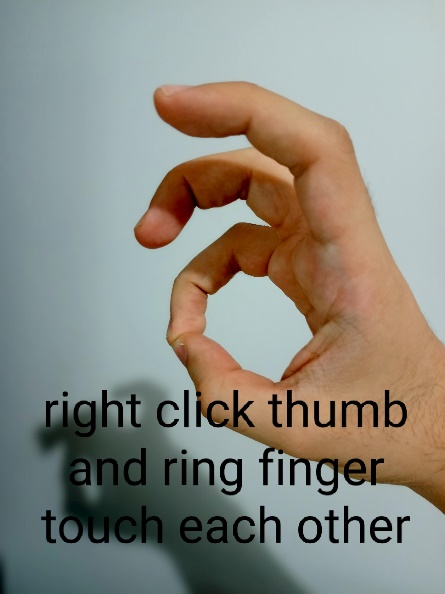 right click thumb
and ring finger
touch each other